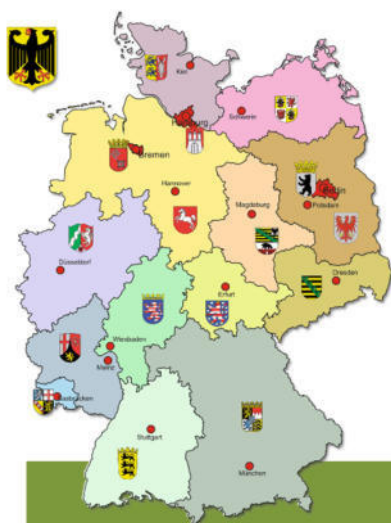 Kiel
Schwerin
Hamburg
Bremen
Berlin
Hannover
Magdeburg
Potsdam
Düsseldorf
Dresden
Erfurt
Wiesbaden
Mainz
Saarbrücken
Stuttgart
München